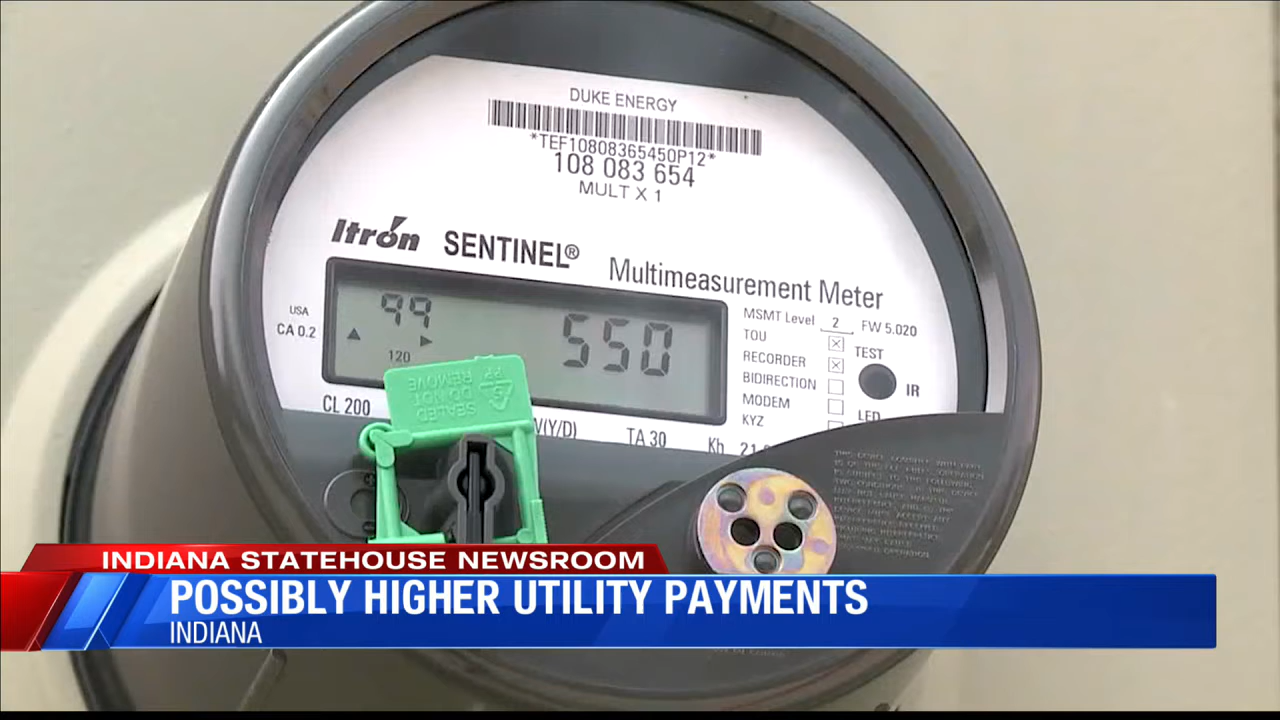 DUKE ENERGY
*TEF10808365450P12*
108 083 654
MULT X 1
Itrón SENTINEL® Multimeasurement Meter
USA
CA 0.2
99
550
120
MSMT Level 2 FW 5.020
TOU
TEST
RECORDER
IR
BIDIRECTION
MODEM
LED
KYZ
CL 200
TA 30
Kh
SEALED
DO NOT
REMOVE
PP
INDIANA STATEHOUSE NEWSROOM
POSSIBLY HIGHER UTILITY PAYMENTS
INDIANA